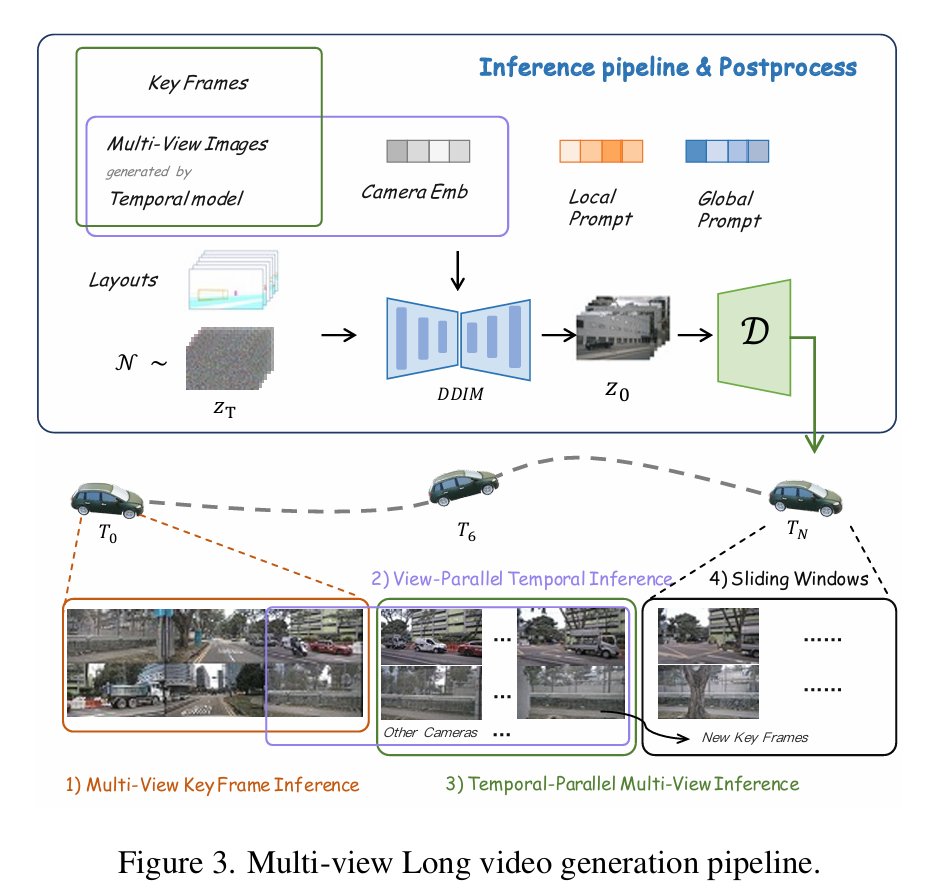 Inference pipeline & Postprocess
Key Frames
Multi-View Images
generated by
Temporal model
Camera Emb
Local
Prompt
Global
Prompt
Layouts
𝒩 ~
z_T
DDIM
z_0
𝒟
T_0
T_6
T_N
2) View-Parallel Temporal Inference
4) Sliding Windows
...
......
...
......
Other Cameras ...
New Key Frames
1) Multi-View Key Frame Inference
3) Temporal-Parallel Multi-View Inference
Figure 3. Multi-view Long video generation pipeline.